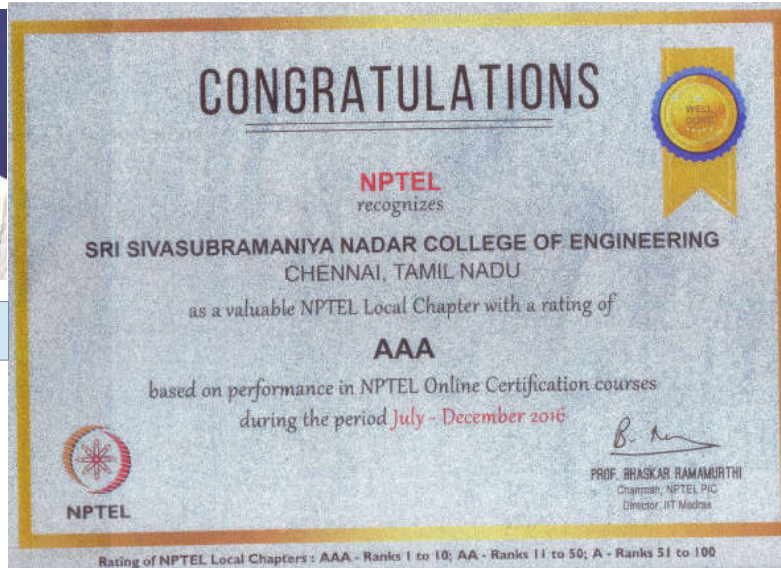 CONGRATULATIONS
WELL
DONE
NPTEL
recognizes
SRI SIVASUBRAMANIYA NADAR COLLEGE OF ENGINEERING
CHENNAI, TAMIL NADU
as a valuable NPTEL Local Chapter with a rating of
AAA
based on performance in NPTEL Online Certification courses
during the period July - December 2016
PROF. BHASKAR RAMAMURTHI
Chairman, NPTEL PIC
Director, IIT Madras
NPTEL
Rating of NPTEL Local Chapters : AAA - Ranks 1 to 10; AA - Ranks 11 to 50; A - Ranks 51 to 100